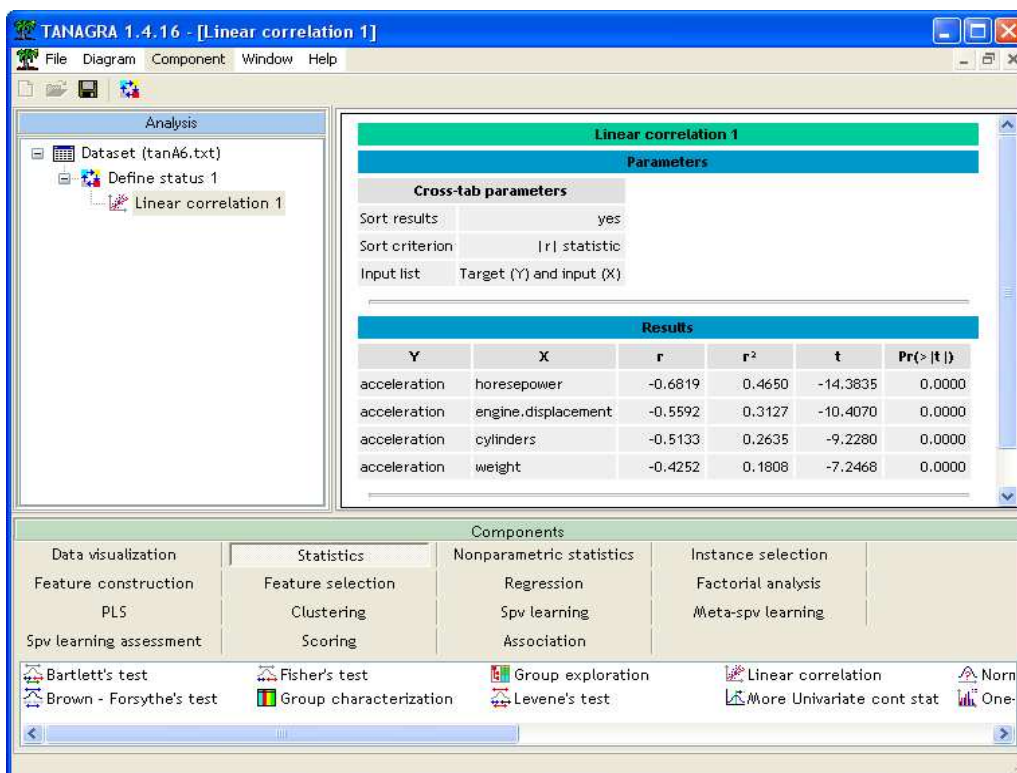 TANAGRA 1.4.16 - [Linear correlation 1]
File Diagram Component Window Help
Analysis
Dataset (tanA6.txt)
Define status 1
Linear correlation 1
Linear correlation 1
Parameters
Cross-tab parameters
Sort results yes
Sort criterion |r| statistic
Input list Target (Y) and input (X)
Results
Y X r r² t Pr(>|t|)
acceleration horesepower -0.6819 0.4650 -14.3835 0.0000
acceleration engine.displacement -0.5592 0.3127 -10.4070 0.0000
acceleration cylinders -0.5133 0.2635 -9.2280 0.0000
acceleration weight -0.4252 0.1808 -7.2468 0.0000
Components
Data visualization Statistics Nonparametric statistics Instance selection
Feature construction Feature selection Regression Factorial analysis
PLS Clustering Spv learning Meta-spv learning
Spv learning assessment Scoring Association
Bartlett's test Fisher's test Group exploration Linear correlation Norm
Brown - Forsythe's test Group characterization Levene's test More Univariate cont stat One-